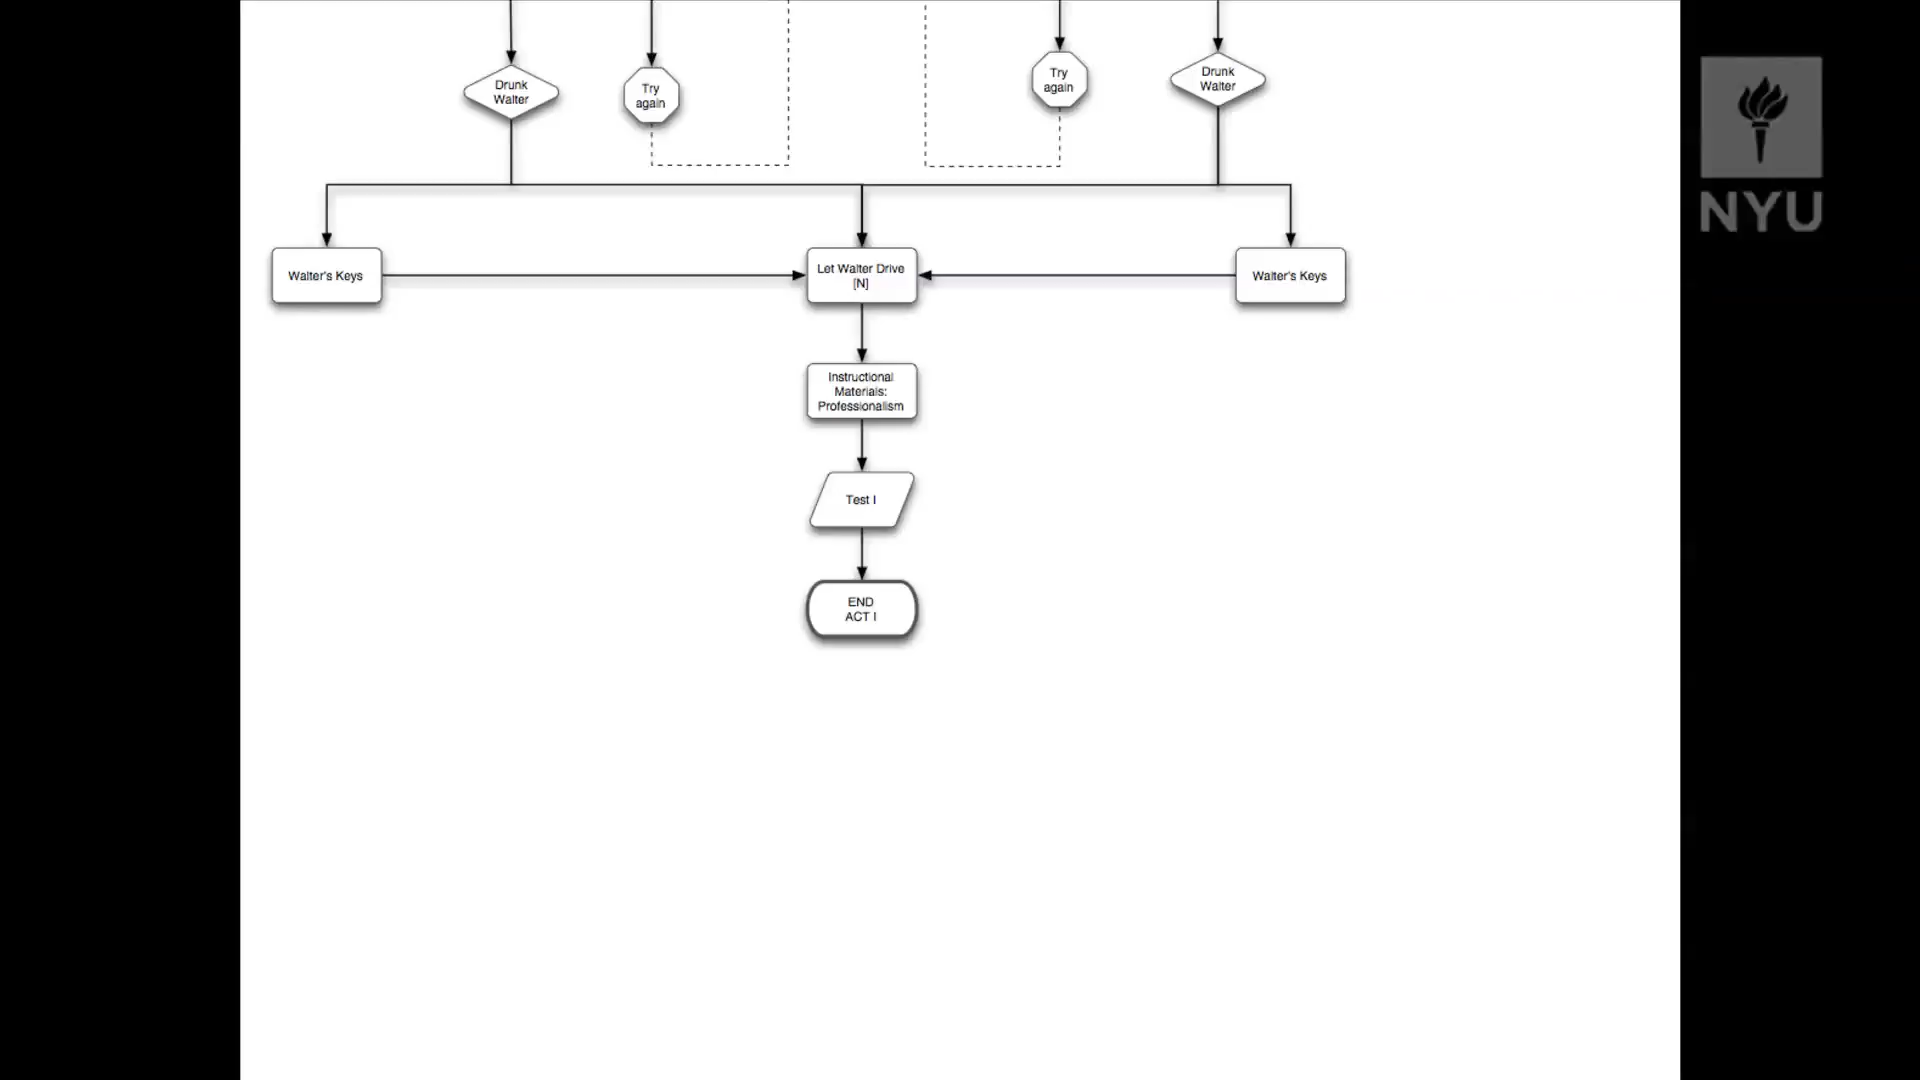 Drunk
Walter
Try
again
Try
again
Drunk
Walter
NYU
Walter's Keys
Let Walter Drive
[N]
Walter's Keys
Instructional
Materials:
Professionalism
Test I
END
ACT I